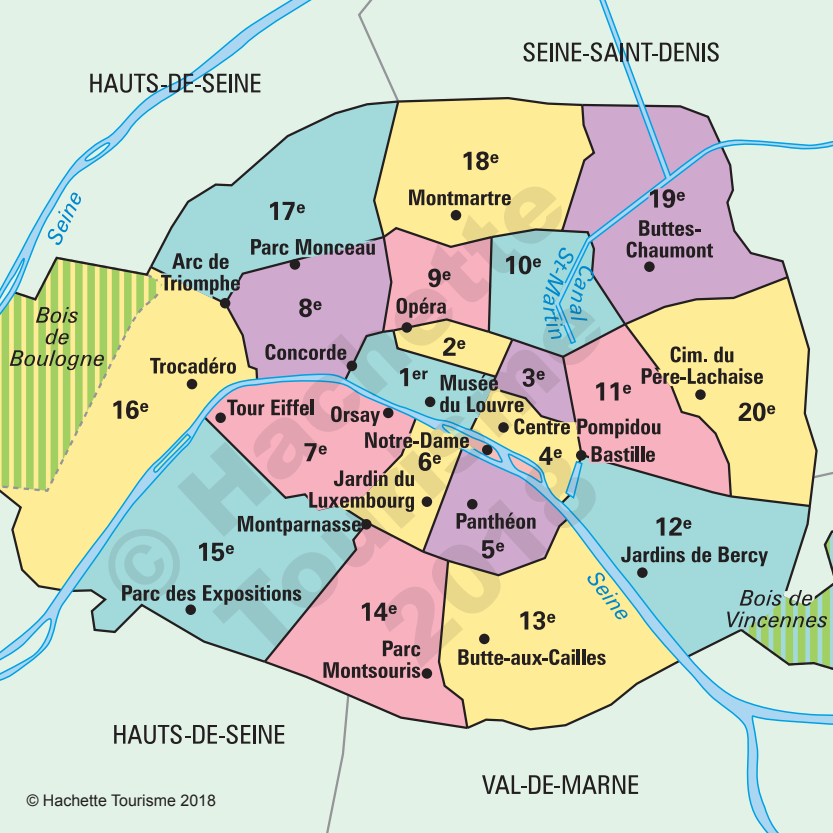 SEINE-SAINT-DENIS
HAUTS-DE-SEINE
18e
Montmartre
19e
Buttes-
Chaumont
Seine
17e
Parc Monceau
Arc de
Triomphe
9e
10e
Canal
St-Martin
8e
Opéra
Bois
de
Boulogne
2e
Concorde
Trocadéro
1er
Musée
du Louvre
3e
11e
Cim. du
Père-Lachaise
20e
16e
Tour Eiffel
Orsay
Centre Pompidou
Notre-Dame
4e
Bastille
7e
6e
Jardin du
Luxembourg
Panthéon
5e
Montparnasse
12e
Jardins de Bercy
15e
Parc des Expositions
Seine
Bois de
Vincennes
14e
13e
Butte-aux-Cailles
Parc
Montsouris
HAUTS-DE-SEINE
VAL-DE-MARNE
© Hachette Tourisme 2018
© Hachette
Tourisme
2018